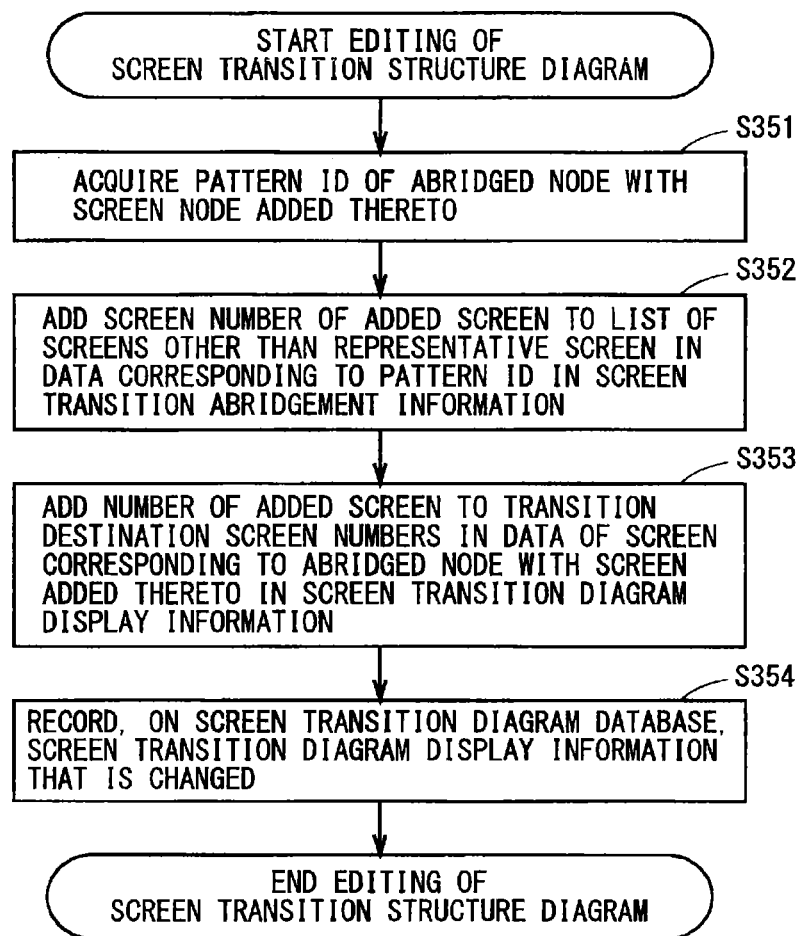 START EDITING OF
SCREEN TRANSITION STRUCTURE DIAGRAM
S351
ACQUIRE PATTERN ID OF ABRIDGED NODE WITH
SCREEN NODE ADDED THERETO
S352
ADD SCREEN NUMBER OF ADDED SCREEN TO LIST OF
SCREENS OTHER THAN REPRESENTATIVE SCREEN IN
DATA CORRESPONDING TO PATTERN ID IN SCREEN
TRANSITION ABRIDGEMENT INFORMATION
S353
ADD NUMBER OF ADDED SCREEN TO TRANSITION
DESTINATION SCREEN NUMBERS IN DATA OF SCREEN
CORRESPONDING TO ABRIDGED NODE WITH SCREEN
ADDED THERETO IN SCREEN TRANSITION DIAGRAM
DISPLAY INFORMATION
S354
RECORD, ON SCREEN TRANSITION DIAGRAM DATABASE,
SCREEN TRANSITION DIAGRAM DISPLAY INFORMATION
THAT IS CHANGED
END EDITING OF
SCREEN TRANSITION STRUCTURE DIAGRAM